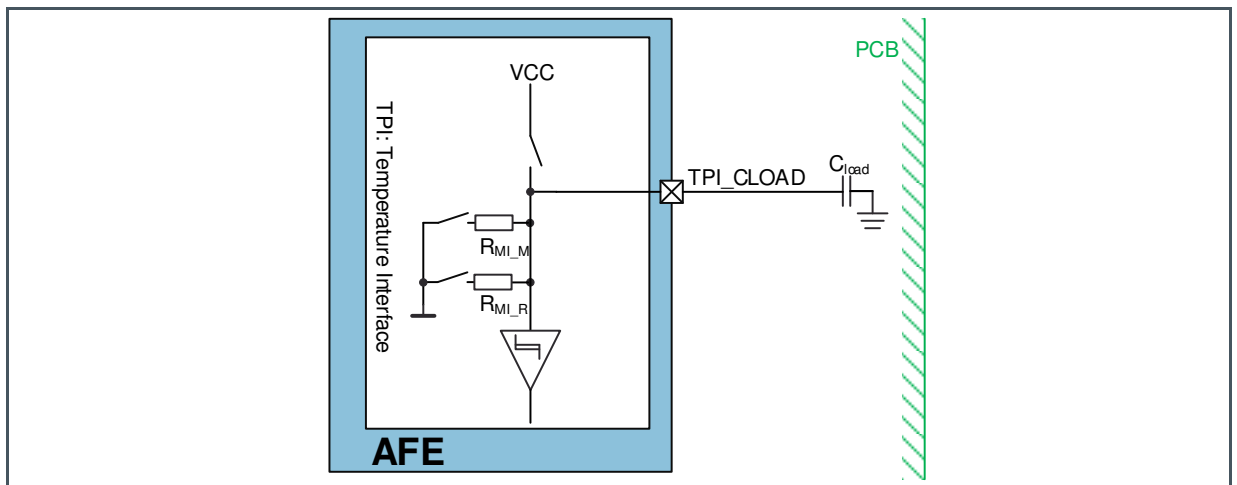 PCB
VCC
TPI: Temperature Interface
TPI_CLOAD
Cload
RMI_M
RMI_R
AFE